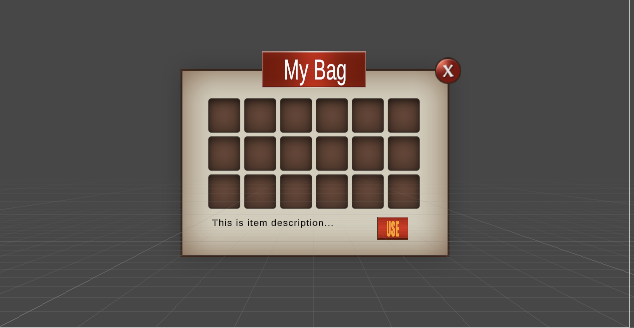 My Bag
X
This is item description...
USE